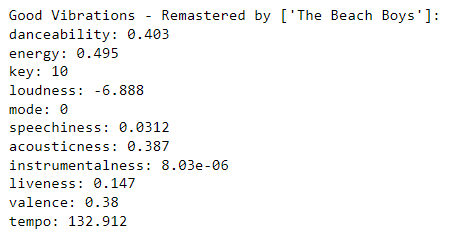 Good Vibrations - Remastered by ['The Beach Boys']:
danceability: 0.403
energy: 0.495
key: 10
loudness: -6.888
mode: 0
speechiness: 0.0312
acousticness: 0.387
instrumentalness: 8.03e-06
liveness: 0.147
valence: 0.38
tempo: 132.912